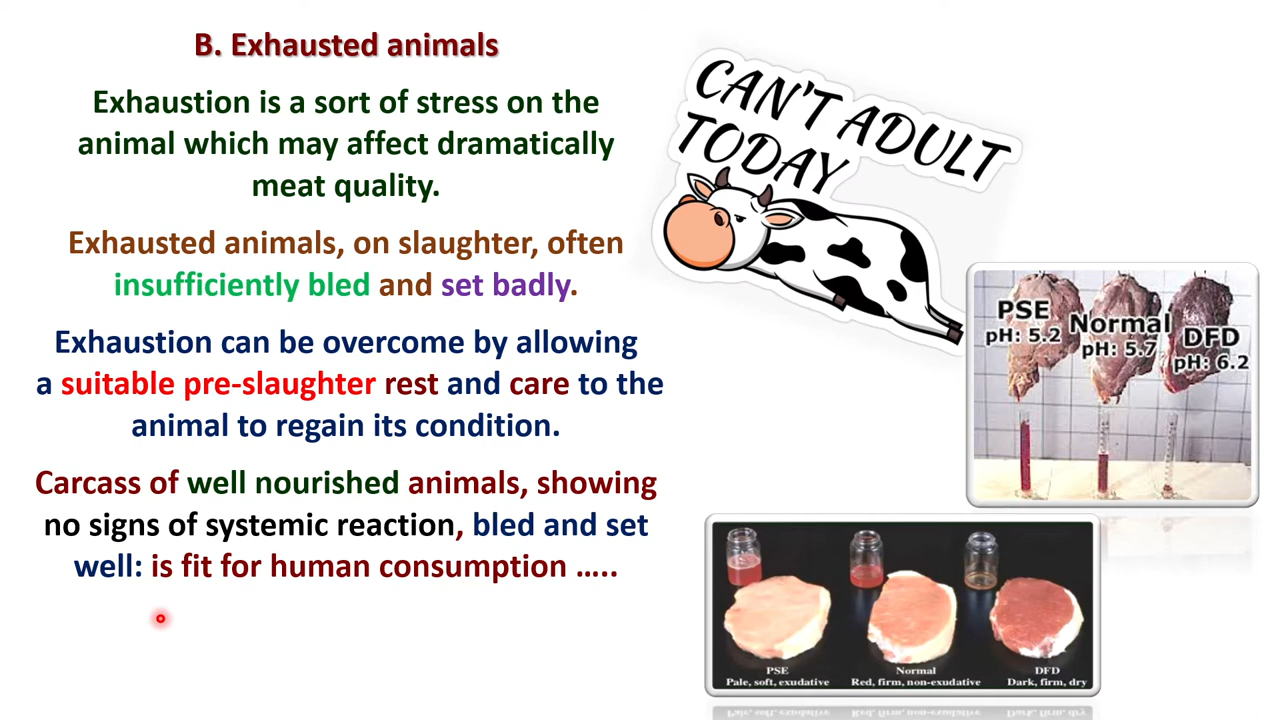 B. Exhausted animals
Exhaustion is a sort of stress on the
animal which may affect dramatically
meat quality.
Exhausted animals, on slaughter, often
insufficiently bled and set badly.
Exhaustion can be overcome by allowing
a suitable pre-slaughter rest and care to the
animal to regain its condition.
Carcass of well nourished animals, showing
no signs of systemic reaction, bled and set
well: is fit for human consumption …..
CAN'T ADULT
TODAY
PSE
pH: 5.2
Normal
pH: 5.7
DFD
pH: 6.2
PSE
Pale, soft, exudative
Normal
Red, firm, non-exudative
DFD
Dark, firm, dry